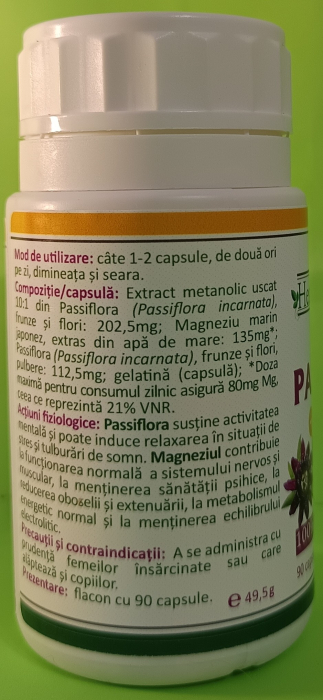 Mod de utilizare: câte 1-2 capsule, de două ori
pe zi, dimineața și seara.
Compoziție/capsulă: Extract metanolic uscat
10:1 din Passiflora (Passiflora incarnata),
frunze și flori: 202,5mg; Magneziu marin
japonez, extras din apă de mare: 135mg*;
Passiflora (Passiflora incarnata), frunze și flori,
pulbere: 112,5mg; gelatină (capsulă); *Doza
maximă pentru consumul zilnic asigură 80mg Mg,
ceea ce reprezintă 21% VNR.
Acțiuni fiziologice: Passiflora susține activitatea
mentală și poate induce relaxarea în situații de
stres și tulburări de somn. Magneziul contribuie
la funcționarea normală a sistemului nervos și
muscular, la menținerea sănătății psihice, la
reducerea oboselii și extenuării, la metabolismul
energetic normal și la menținerea echilibrului
electrolitic.
Precauții și contraindicații: A se administra cu
prudență femeilor însărcinate sau care
alăptează și copiilor.
Prezentare: flacon cu 90 capsule. e 49,5g
He
PA
100
90 cap